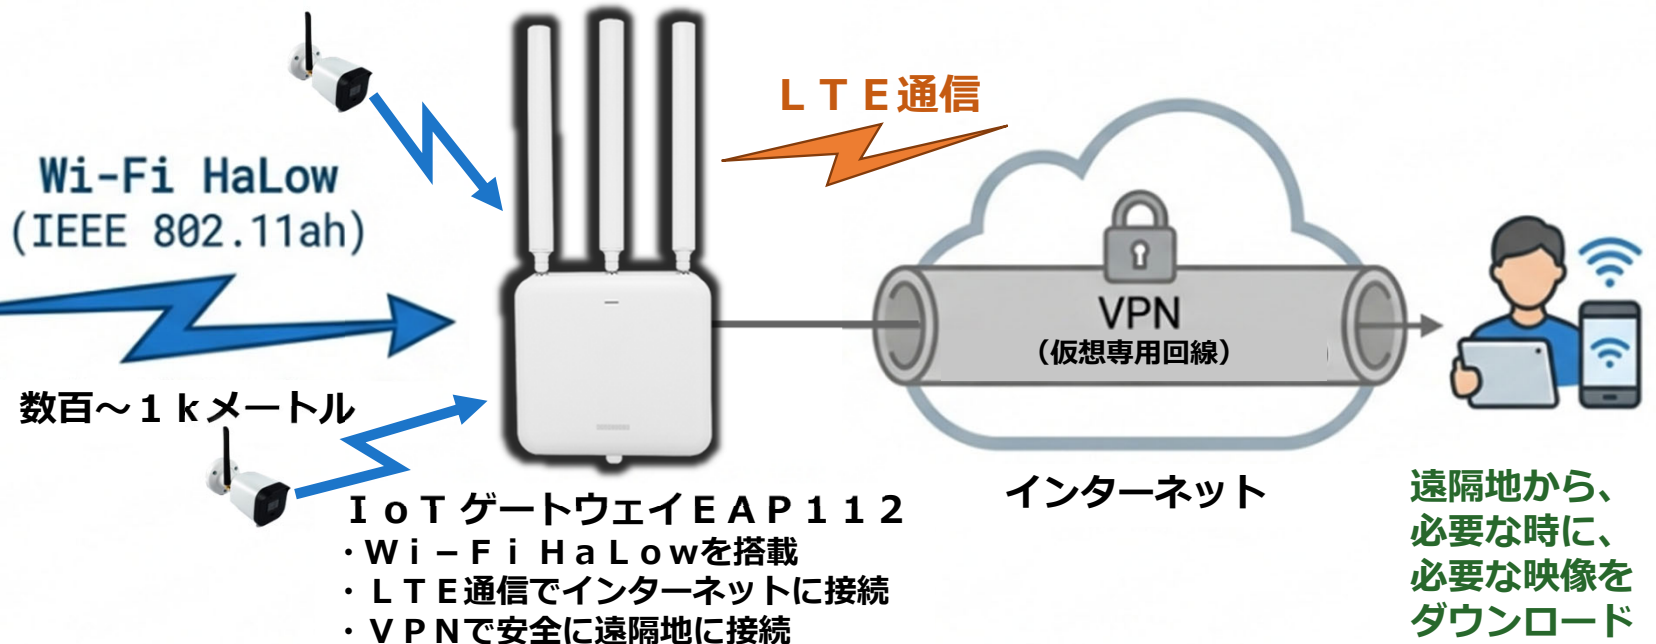 LTE通信
Wi-Fi HaLow
(IEEE 802.11ah)
VPN
（仮想専用回線）
数百～１ｋメートル
インターネット
ＩｏＴゲートウェイＥＡＰ１１２
・Ｗｉ－Ｆｉ ＨａＬｏｗを搭載
・ＬＴＥ通信でインターネットに接続
・ＶＰＮで安全に遠隔地に接続
遠隔地から、
必要な時に、
必要な映像を
ダウンロード